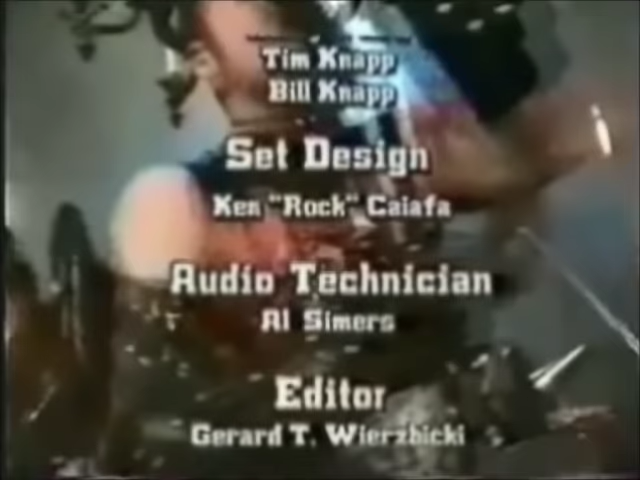 Tim Knapp
Bill Knapp
Set Design
Ken "Rock" Caiafa
Audio Technician
Al Simers
Editor
Gerard T. Wierzbicki